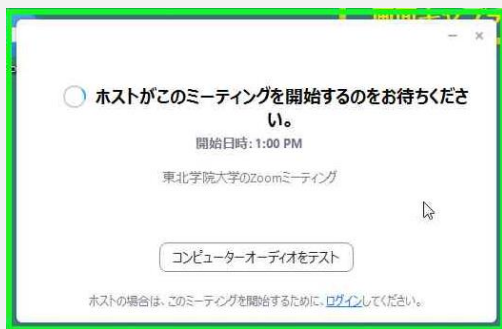 ホストがこのミーティングを開始するのをお待ちくださ
い。
開始日時: 1:00 PM
東北学院大学のZoomミーティング
コンピューターオーディオをテスト
ホストの場合は、このミーティングを開始するために、ログインしてください。